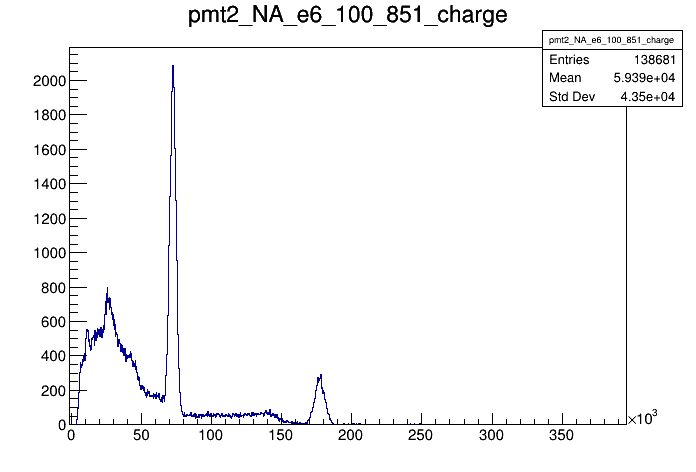 pmt2_NA_e6_100_851_charge
pmt2_NA_e6_100_851_charge
Entries 138681
Mean 5.939e+04
Std Dev 4.35e+04
2000
1800
1600
1400
1200
1000
800
600
400
200
0
0 50 100 150 200 250 300 350 ×10³